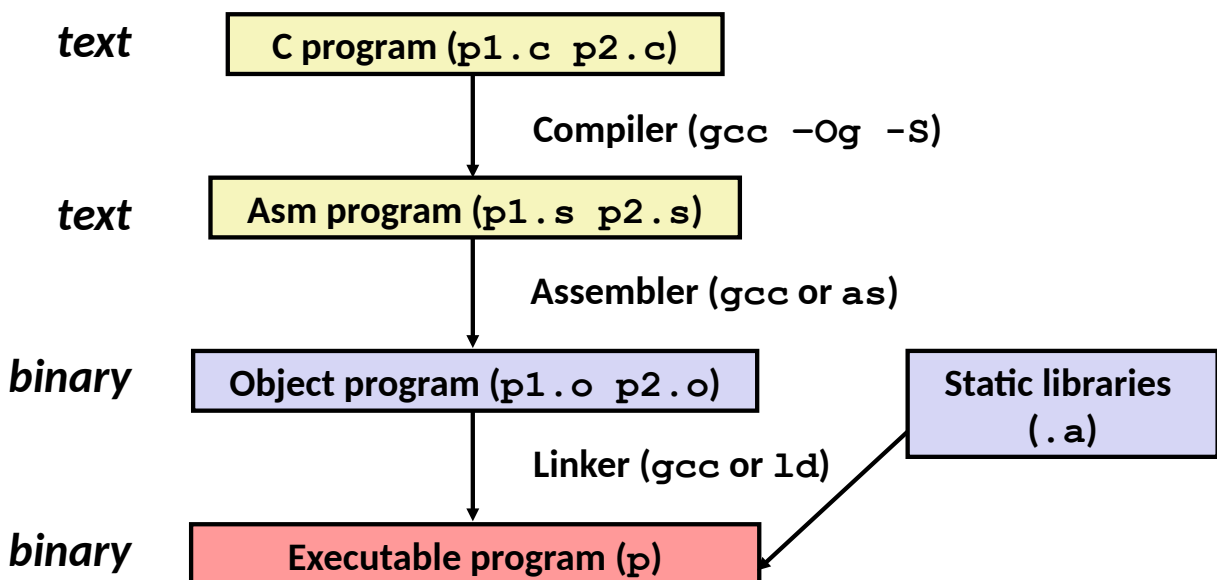 text
C program (p1.c p2.c)
Compiler (gcc –Og -S)
text
Asm program (p1.s p2.s)
Assembler (gcc or as)
binary
Object program (p1.o p2.o)
Static libraries
(.a)
Linker (gcc or ld)
binary
Executable program (p)